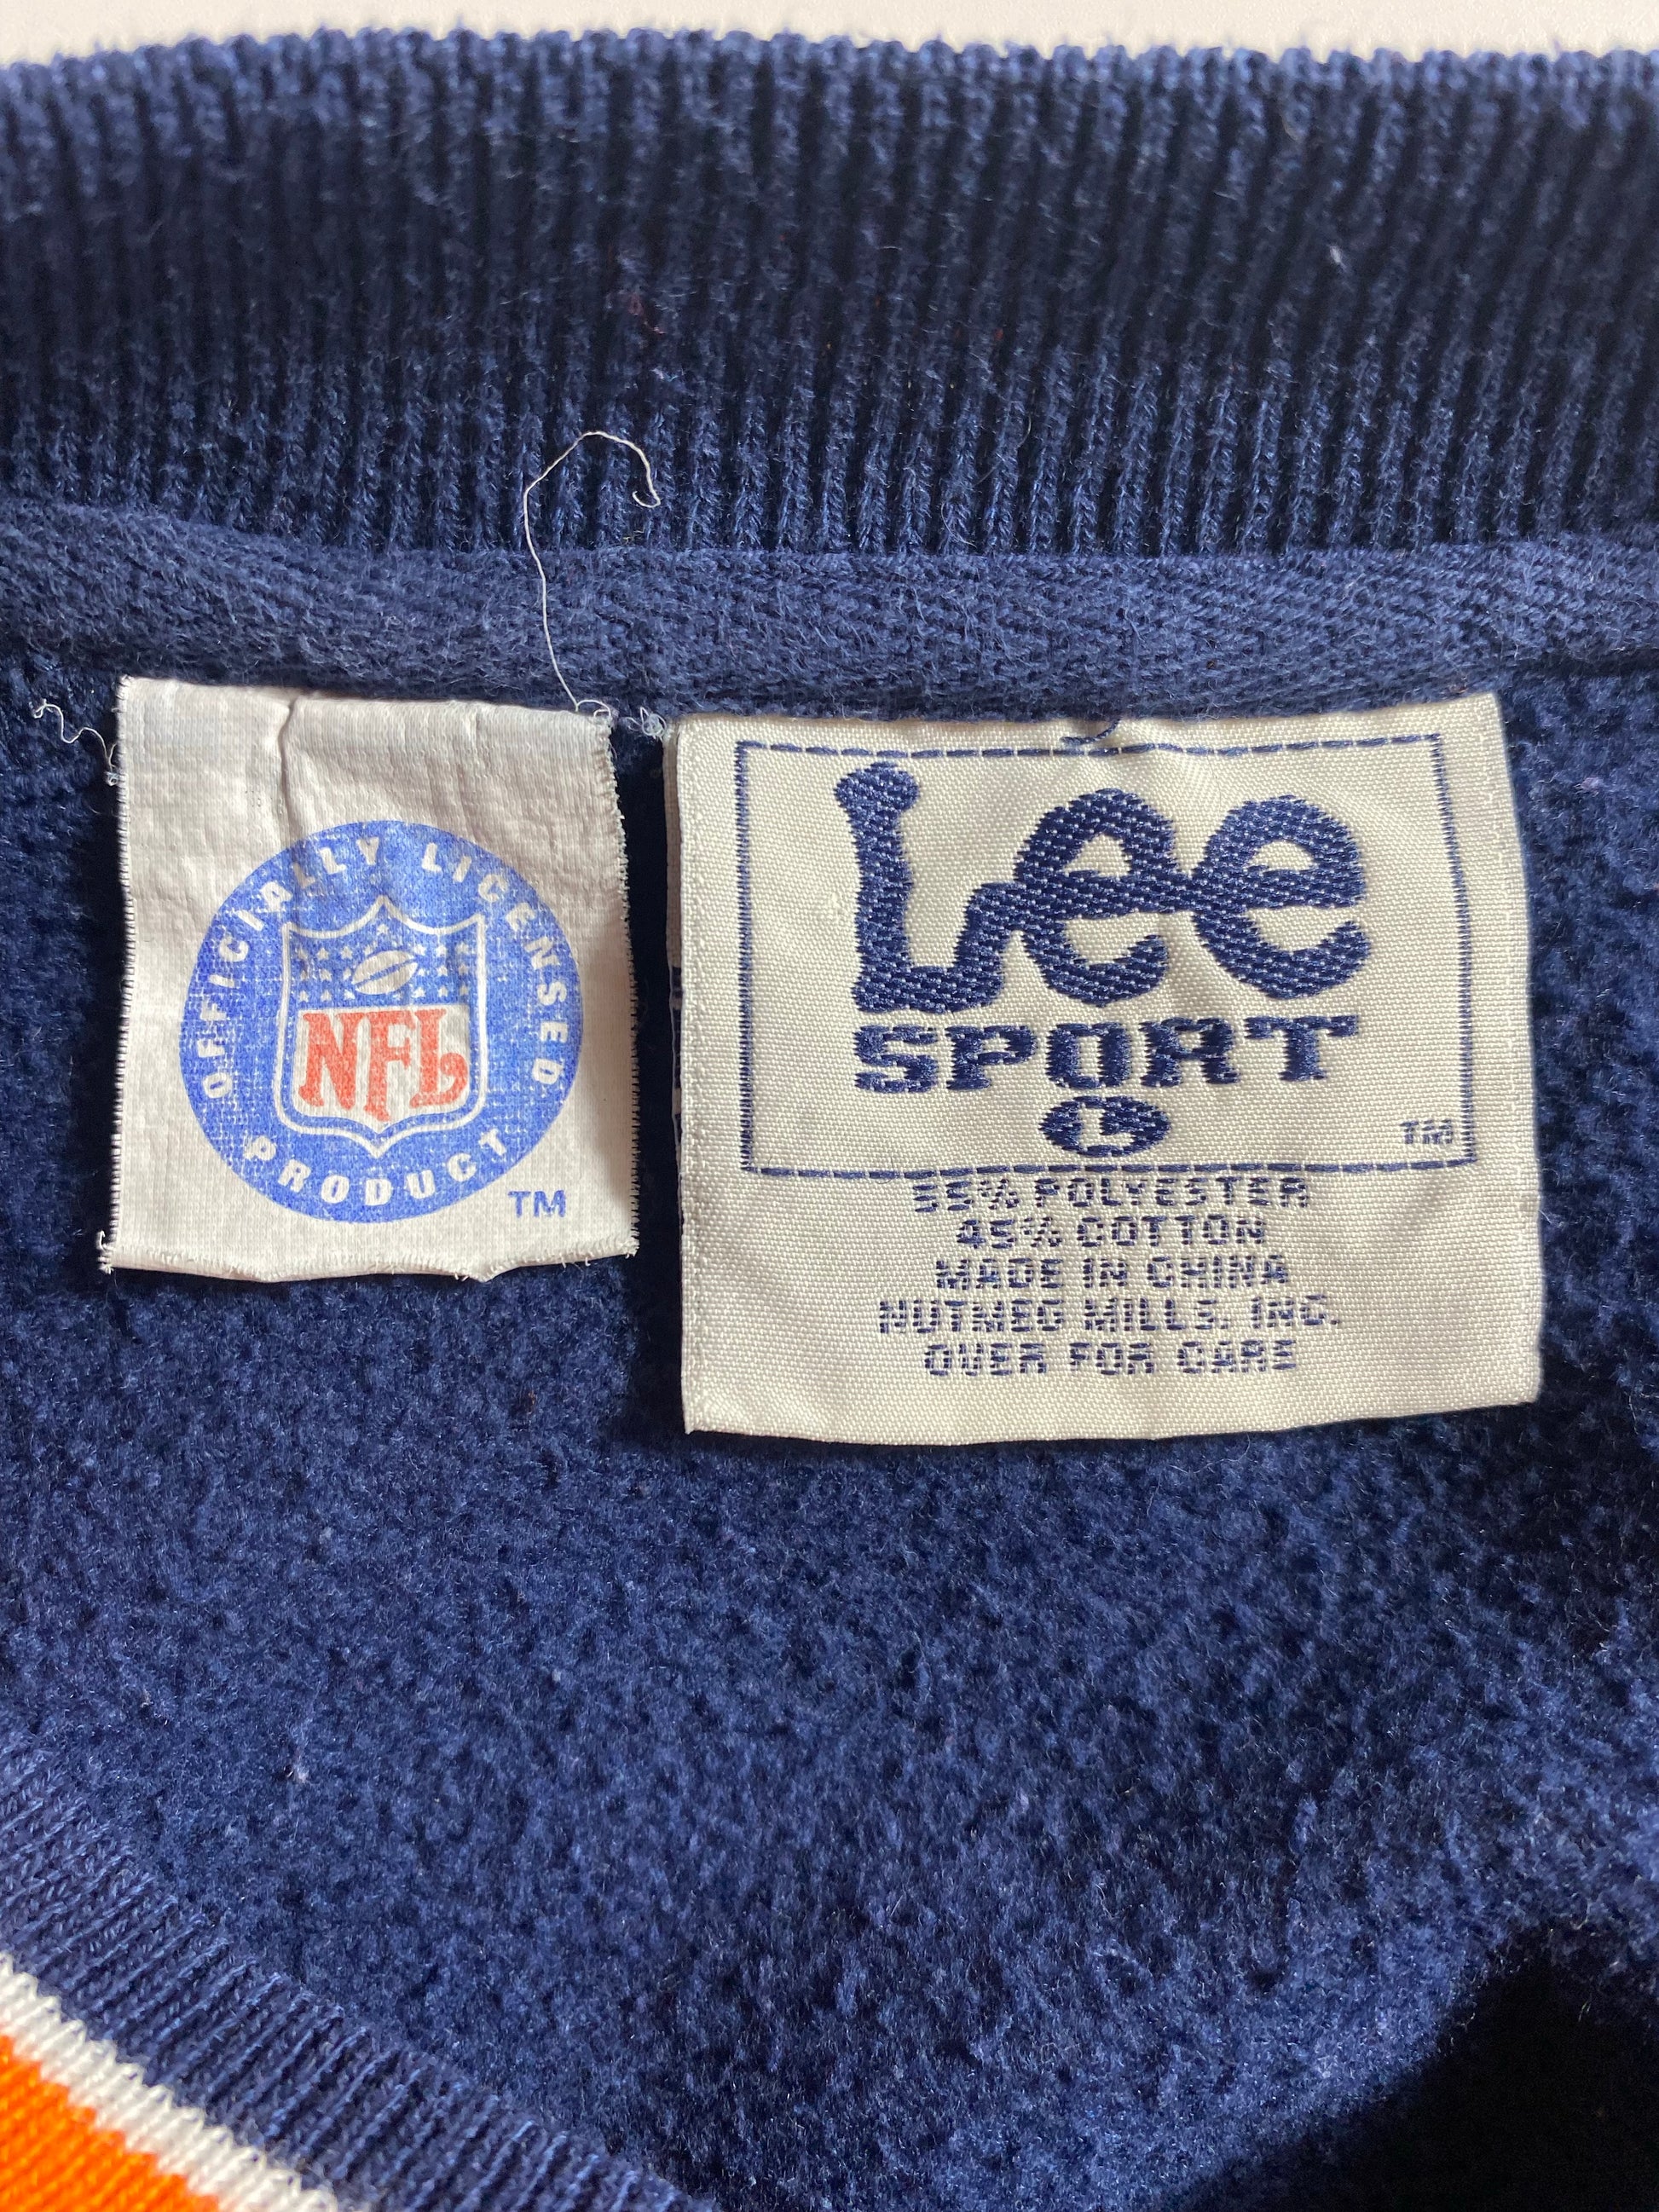 OFFICIALLY LICENSED
NFL
PRODUCT
TM
Lee
SPORT
L
TM
55% POLYESTER
45% COTTON
MADE IN CHINA
NUTMEG MILLS, INC.
OVER FOR CARE